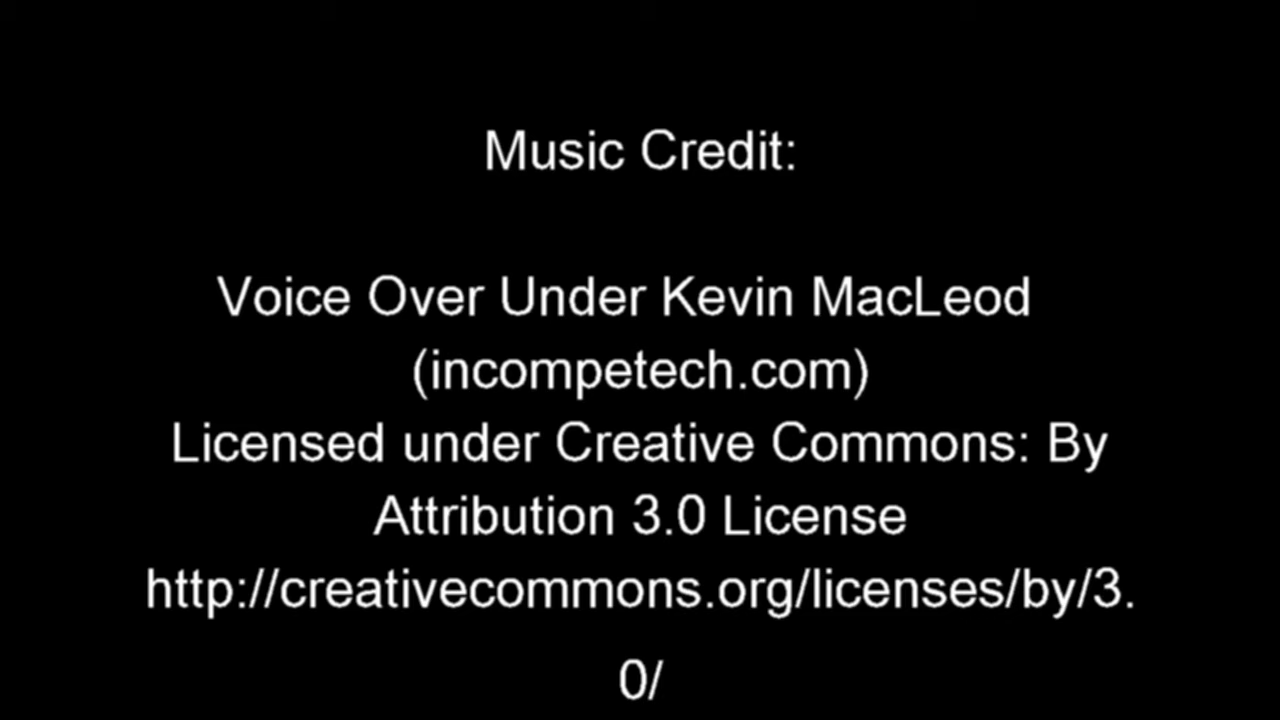 Music Credit:
Voice Over Under Kevin MacLeod
(incompetech.com)
Licensed under Creative Commons: By
Attribution 3.0 License
http://creativecommons.org/licenses/by/3.
0/